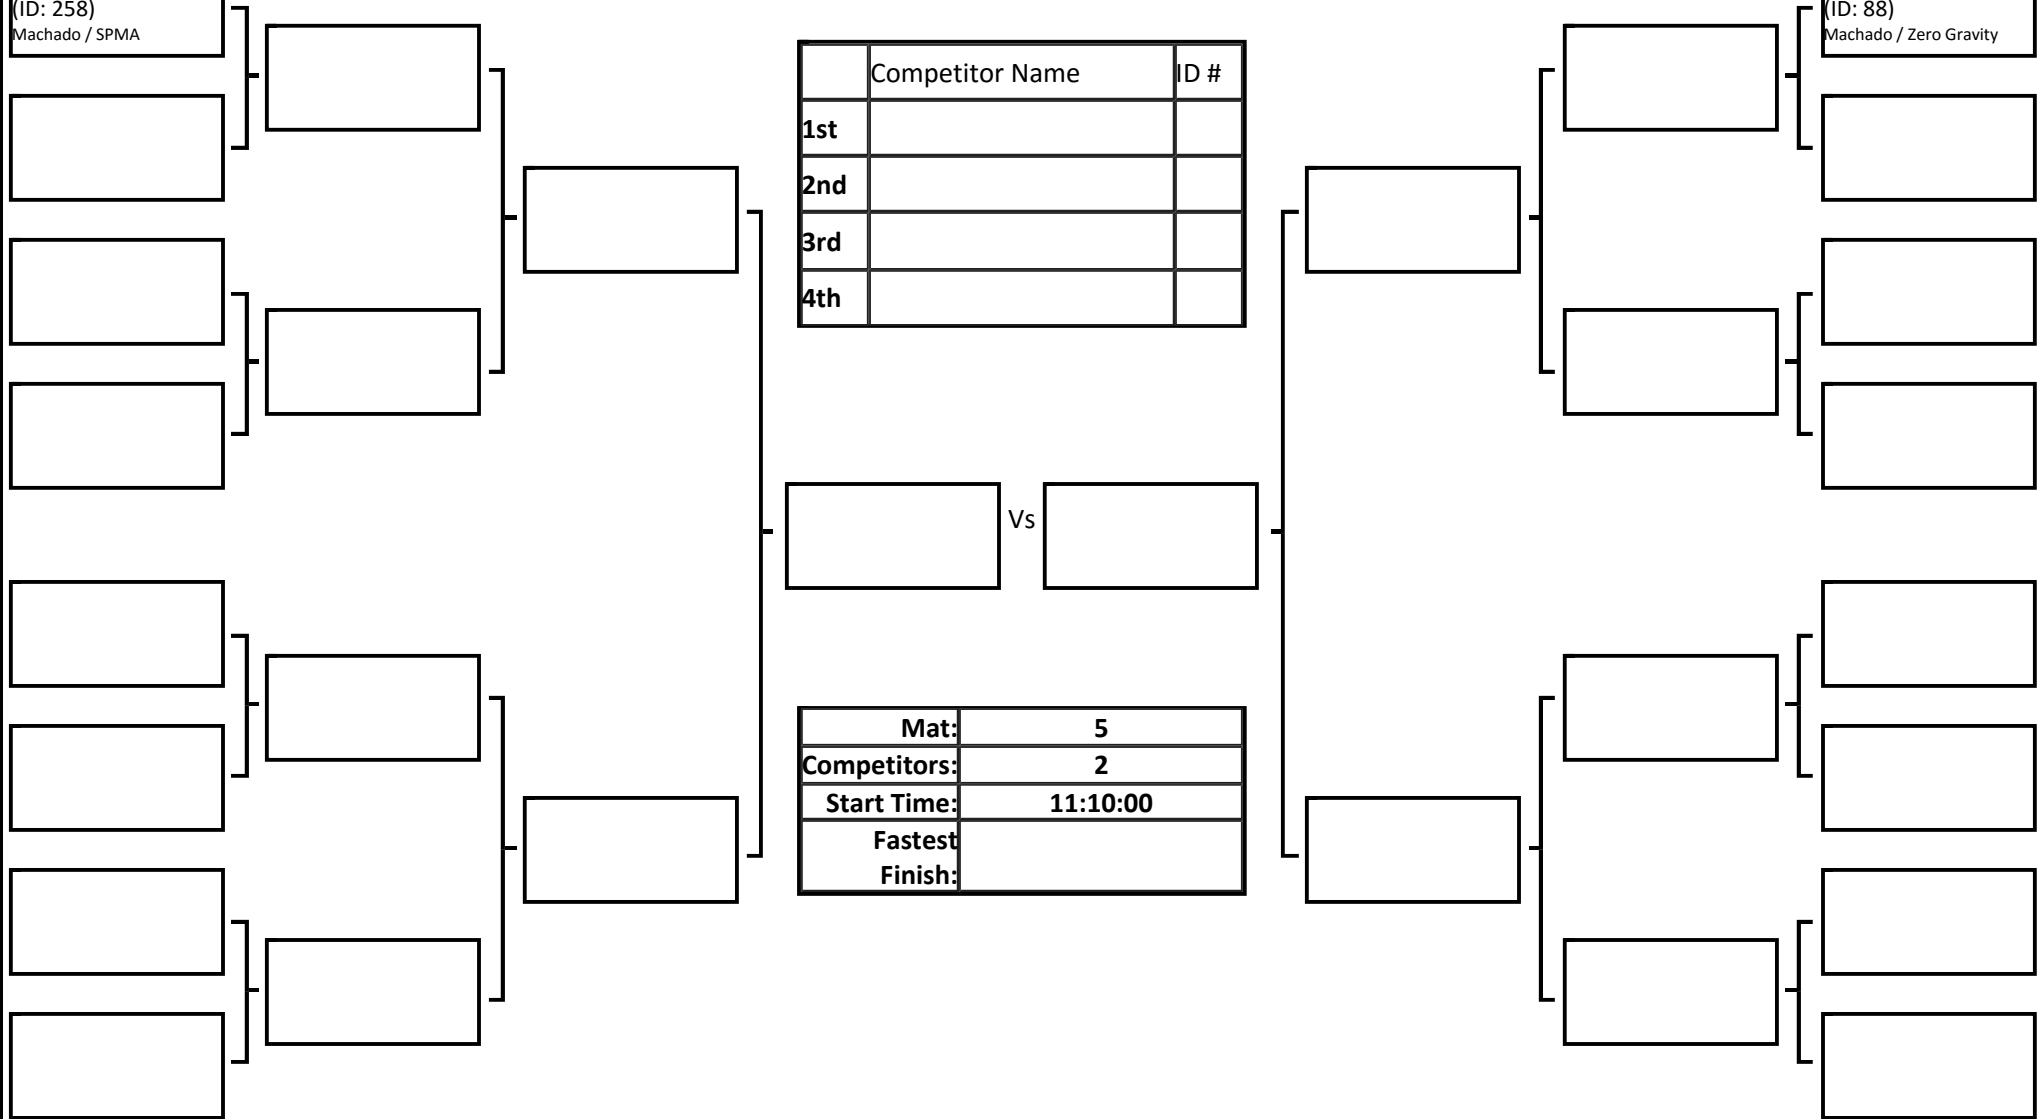 (ID: 258)
Machado / SPMA
(ID: 88)
Machado / Zero Gravity
Competitor Name ID #
1st
2nd
3rd
4th
Vs
Mat: 5
Competitors: 2
Start Time: 11:10:00
Fastest
Finish: